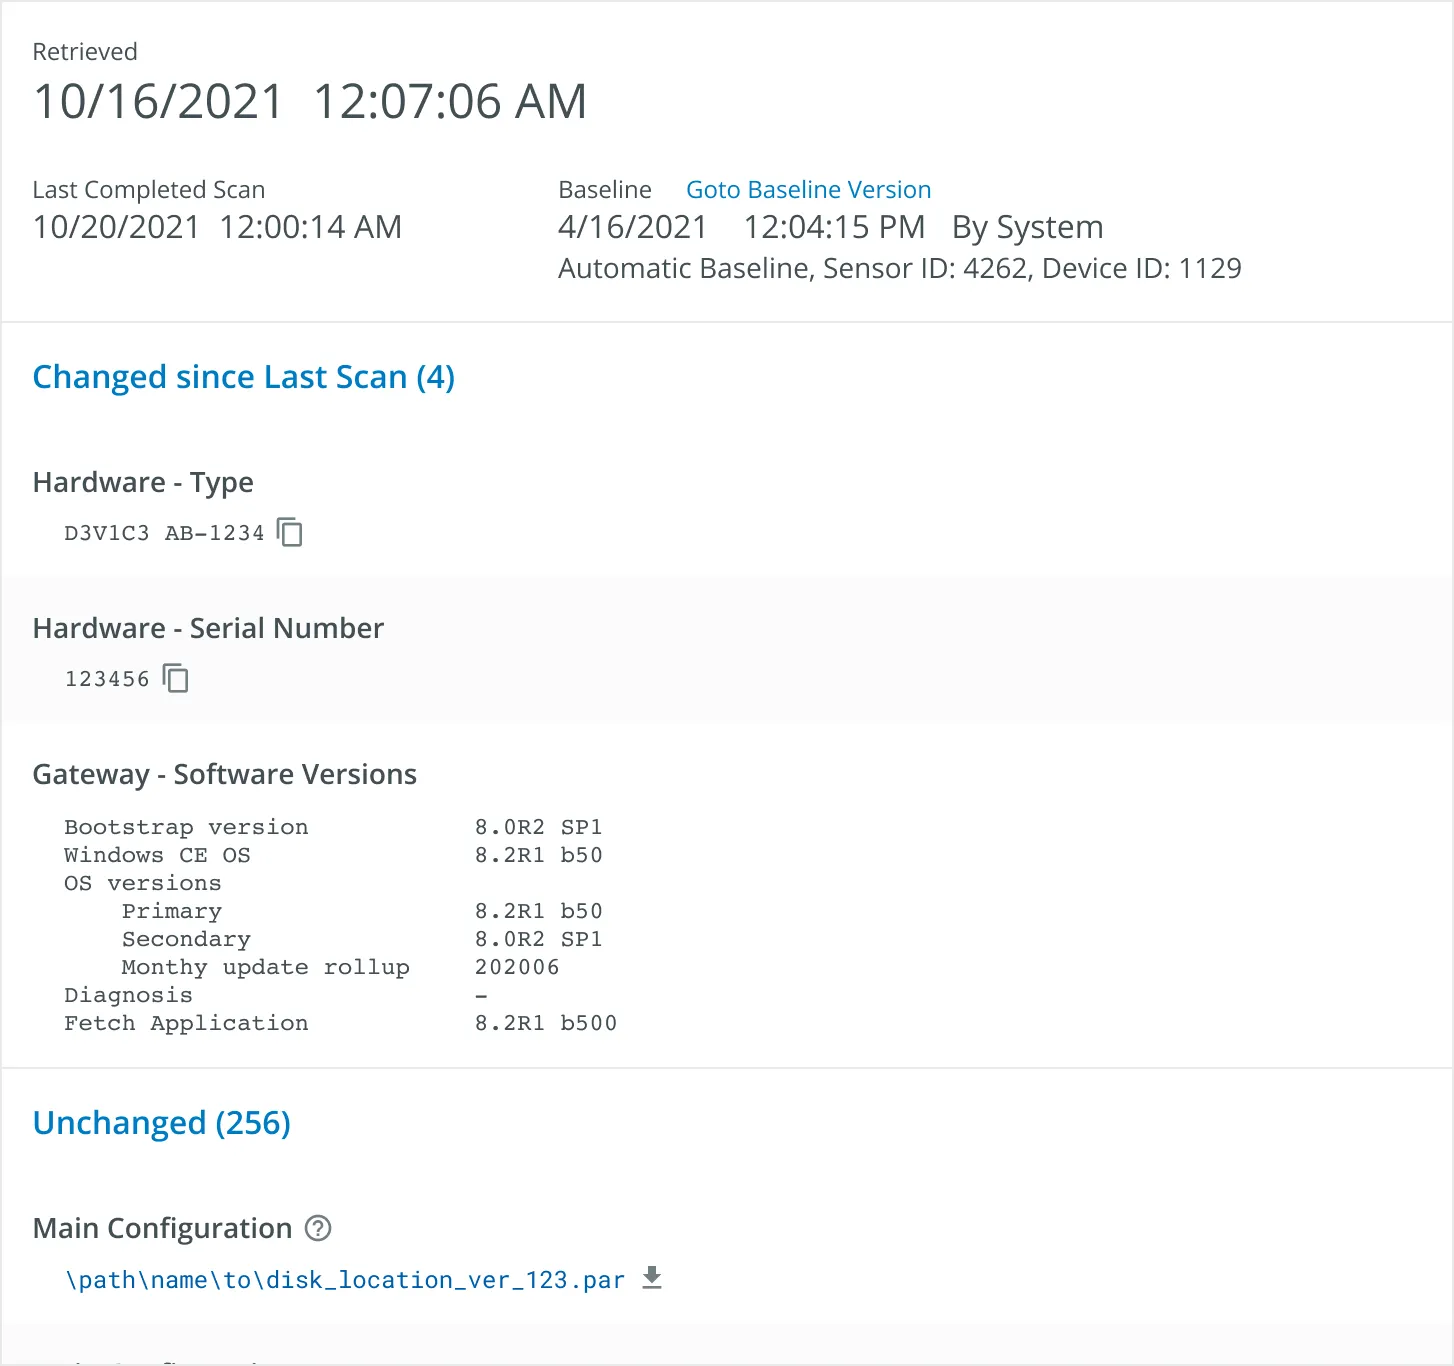 Retrieved
10/16/2021 12:07:06 AM
Last Completed Scan
10/20/2021 12:00:14 AM
Baseline Goto Baseline Version
4/16/2021 12:04:15 PM By System
Automatic Baseline, Sensor ID: 4262, Device ID: 1129
Changed since Last Scan (4)
Hardware - Type
D3V1C3 AB-1234
Hardware - Serial Number
123456
Gateway - Software Versions
Bootstrap version 8.0R2 SP1
Windows CE OS 8.2R1 b50
OS versions
Primary 8.2R1 b50
Secondary 8.0R2 SP1
Monthy update rollup 202006
Diagnosis -
Fetch Application 8.2R1 b500
Unchanged (256)
Main Configuration
\path\name\to\disk_location_ver_123.par